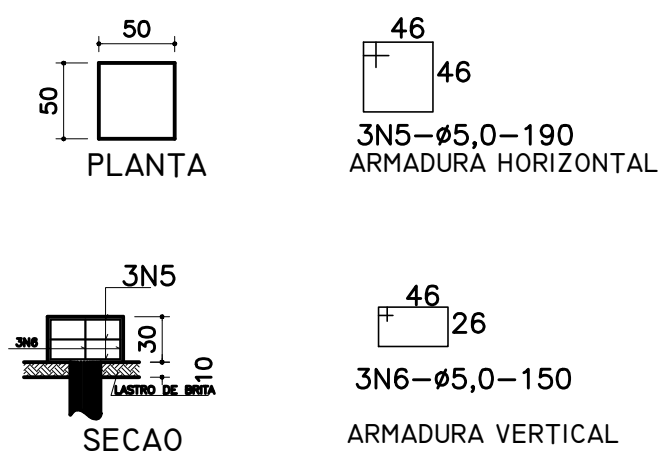 50
50
PLANTA
46
46
3N5-ø5,0-190
ARMADURA HORIZONTAL
3N5
3N6
30
10
LASTRO DE BRITA
SECAO
46
26
3N6-ø5,0-150
ARMADURA VERTICAL